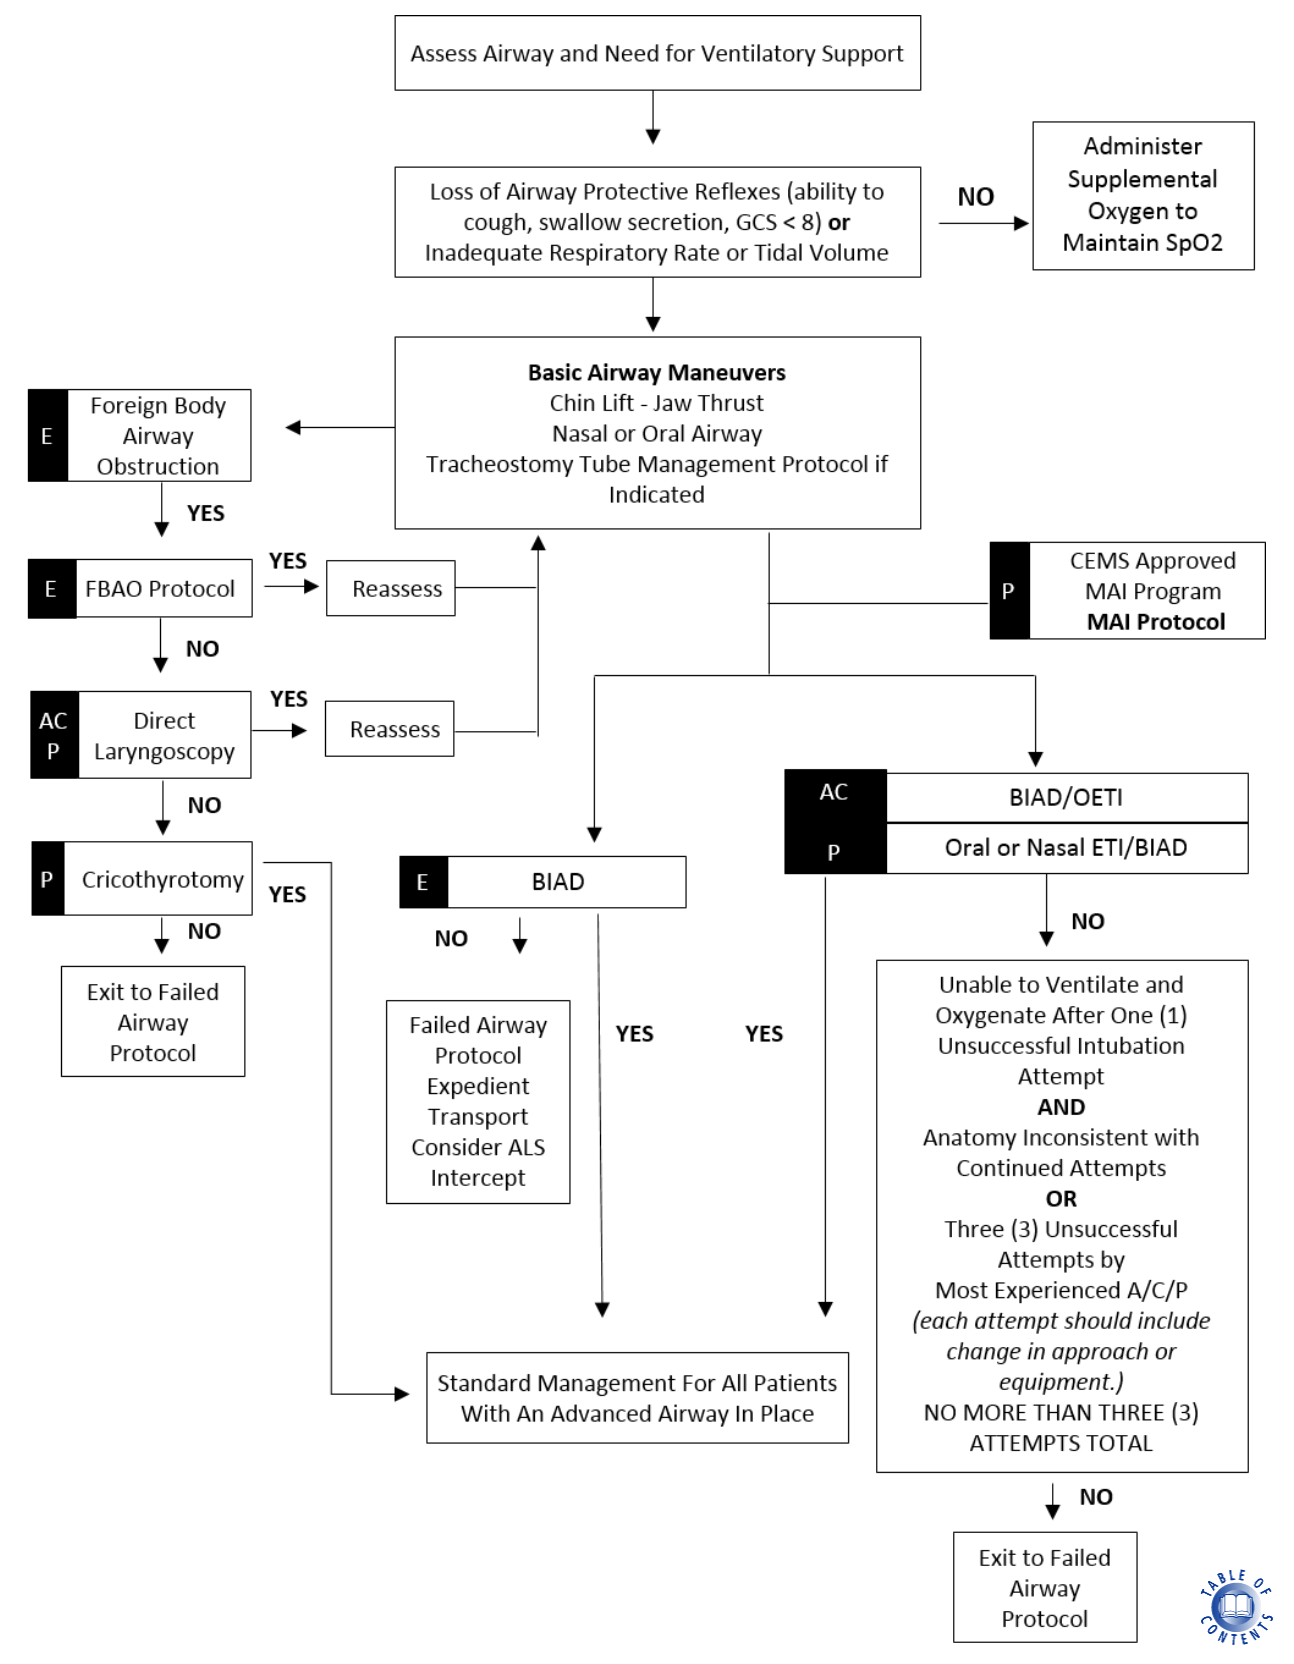 Assess Airway and Need for Ventilatory Support
Loss of Airway Protective Reflexes (ability to
cough, swallow secretion, GCS < 8) or
Inadequate Respiratory Rate or Tidal Volume
NO
Administer
Supplemental
Oxygen to
Maintain SpO2
Basic Airway Maneuvers
Chin Lift - Jaw Thrust
Nasal or Oral Airway
Tracheostomy Tube Management Protocol if
Indicated
E
Foreign Body
Airway
Obstruction
YES
E
FBAO Protocol
YES
Reassess
NO
P
CEMS Approved
MAI Program
MAI Protocol
AC
P
Direct
Laryngoscopy
YES
Reassess
NO
P
Cricothyrotomy
YES
NO
Exit to Failed
Airway
Protocol
E
BIAD
NO
Failed Airway
Protocol
Expedient
Transport
Consider ALS
Intercept
YES
AC
P
BIAD/OETI
Oral or Nasal ETI/BIAD
YES
NO
Unable to Ventilate and
Oxygenate After One (1)
Unsuccessful Intubation
Attempt
AND
Anatomy Inconsistent with
Continued Attempts
OR
Three (3) Unsuccessful
Attempts by
Most Experienced A/C/P
(each attempt should include
change in approach or
equipment.)
NO MORE THAN THREE (3)
ATTEMPTS TOTAL
Standard Management For All Patients
With An Advanced Airway In Place
NO
Exit to Failed
Airway
Protocol
TABLE OF
CONTENTS